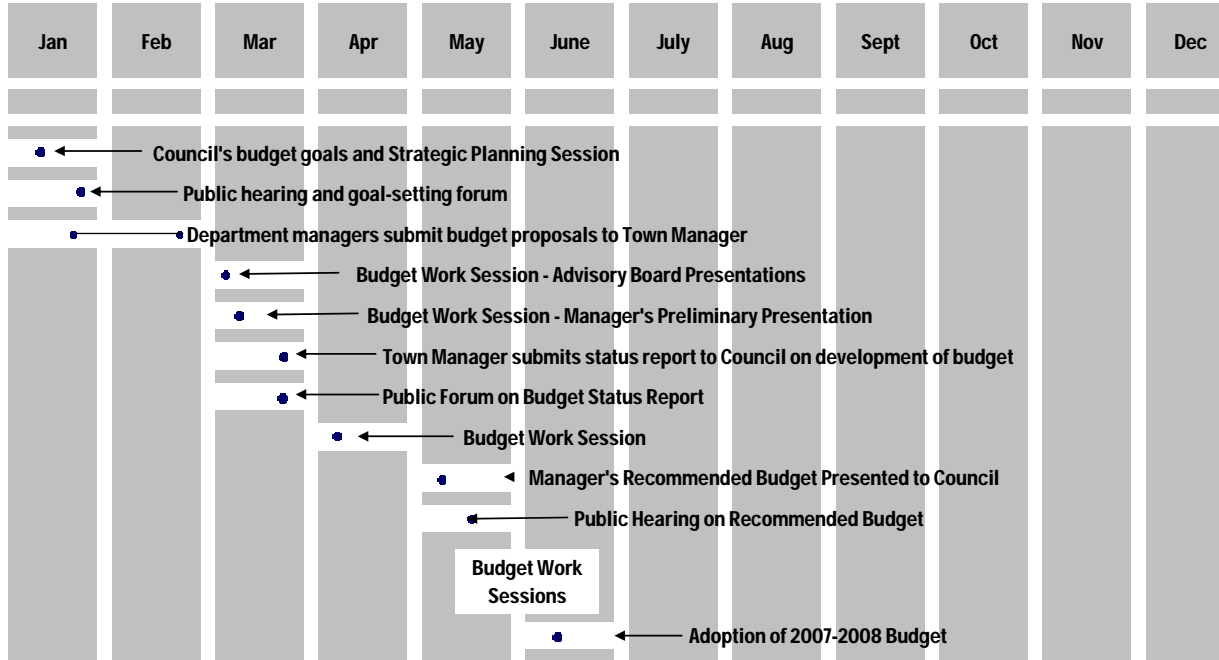 Jan Feb Mar Apr May June July Aug Sept Oct Nov Dec
Council's budget goals and Strategic Planning Session
Public hearing and goal-setting forum
Department managers submit budget proposals to Town Manager
Budget Work Session - Advisory Board Presentations
Budget Work Session - Manager's Preliminary Presentation
Town Manager submits status report to Council on development of budget
Public Forum on Budget Status Report
Budget Work Session
Manager's Recommended Budget Presented to Council
Public Hearing on Recommended Budget
Budget Work
Sessions
Adoption of 2007-2008 Budget